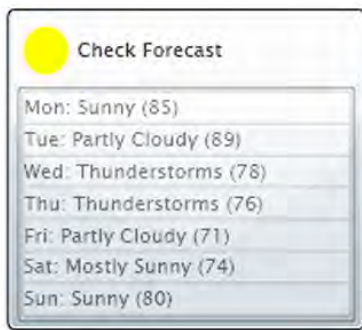 Check Forecast
Mon: Sunny (85)
Tue: Partly Cloudy (89)
Wed: Thunderstorms (78)
Thu: Thunderstorms (76)
Fri: Partly Cloudy (71)
Sat: Mostly Sunny (74)
Sun: Sunny (80)